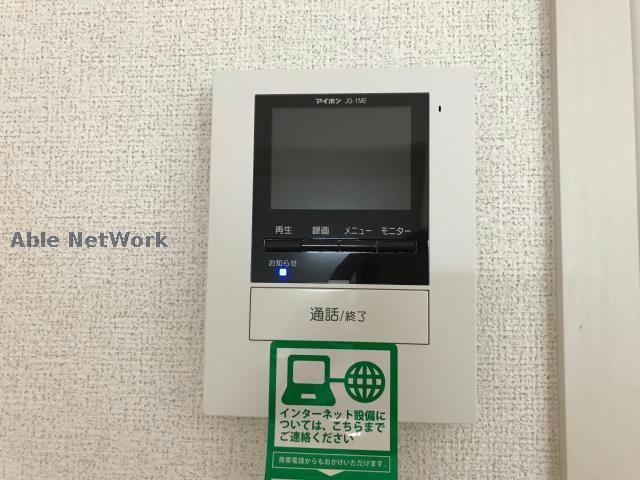 アイホン JQ-1ME
再生 録画 メニュー モニター
お知らせ
Able NetWork
通話/終了
インターネット設備に
ついては、こちらまで
ご連絡ください
携帯電話からもおかけいただけます。